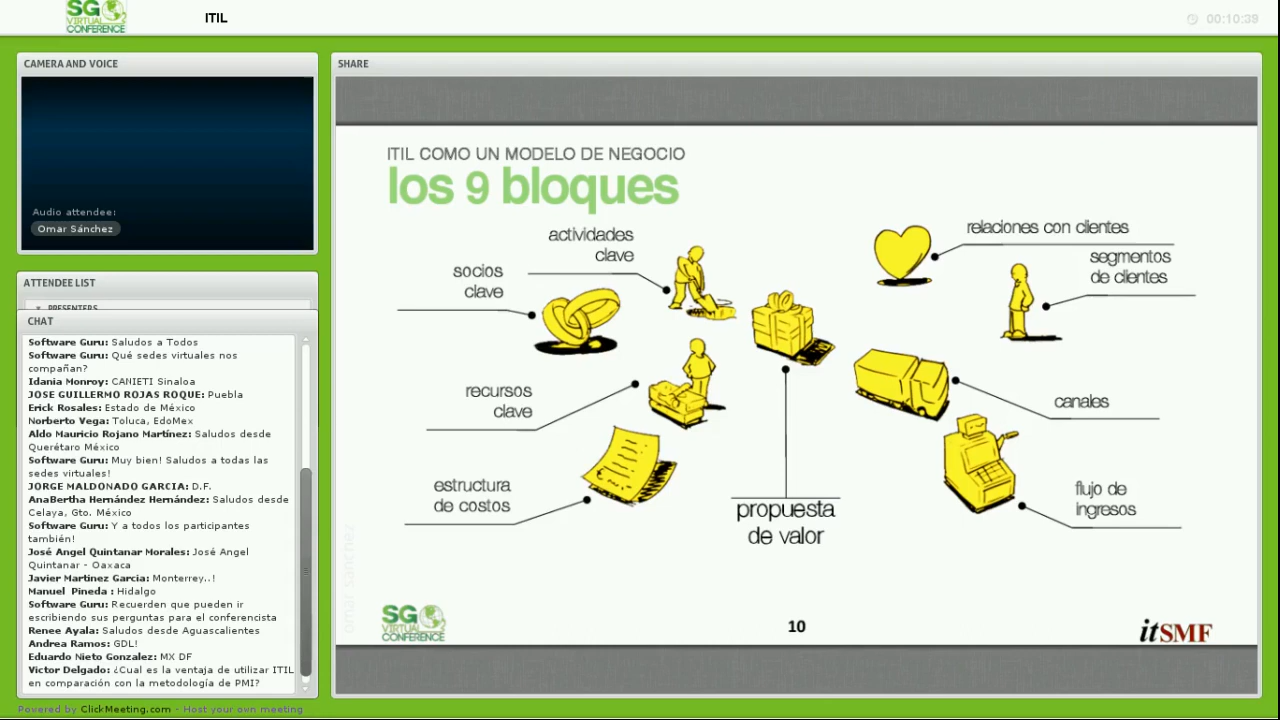 SG
VIRTUAL
CONFERENCE
ITIL
00:10:39
CAMERA AND VOICE
Audio attendee:
Omar Sánchez
ATTENDEE LIST
PRESENTERS
CHAT
Software Guru: Saludos a Todos
Software Guru: Qué sedes virtuales nos
compañan?
Idania Monroy: CANIETI Sinaloa
JOSE GUILLERMO ROJAS ROQUE: Puebla
Erick Rosales: Estado de México
Norberto Vega: Toluca, EdoMex
Aldo Mauricio Rojano Martínez: Saludos desde
Querétaro México
Software Guru: Muy bien! Saludos a todas las
sedes virtuales!
JORGE MALDONADO GARCIA: D.F.
AnaBertha Hernández Hernández: Saludos desde
Celaya, Gto. México
Software Guru: Y a todos los participantes
también!
José Angel Quintanar Morales: José Angel
Quintanar - Oaxaca
Javier Martinez Garcia: Monterrey..!
Manuel Pineda : Hidalgo
Software Guru: Recuerden que pueden ir
escribiendo sus perguntas para el conferencista
Renee Ayala: Saludos desde Aguascalientes
Andrea Ramos: GDL!
Eduardo Nieto Gonzalez: MX DF
Victor Delgado: ¿Cual es la ventaja de utilizar ITIL
en comparación con la metodología de PMI?
SHARE
ITIL COMO UN MODELO DE NEGOCIO
los 9 bloques
actividades
clave
socios
clave
recursos
clave
estructura
de costos
propuesta
de valor
relaciones con clientes
segmentos
de clientes
canales
flujo de
ingresos
omar sánchez
SG
VIRTUAL
CONFERENCE
10
itSMF
Powered by ClickMeeting.com - Host your own meeting